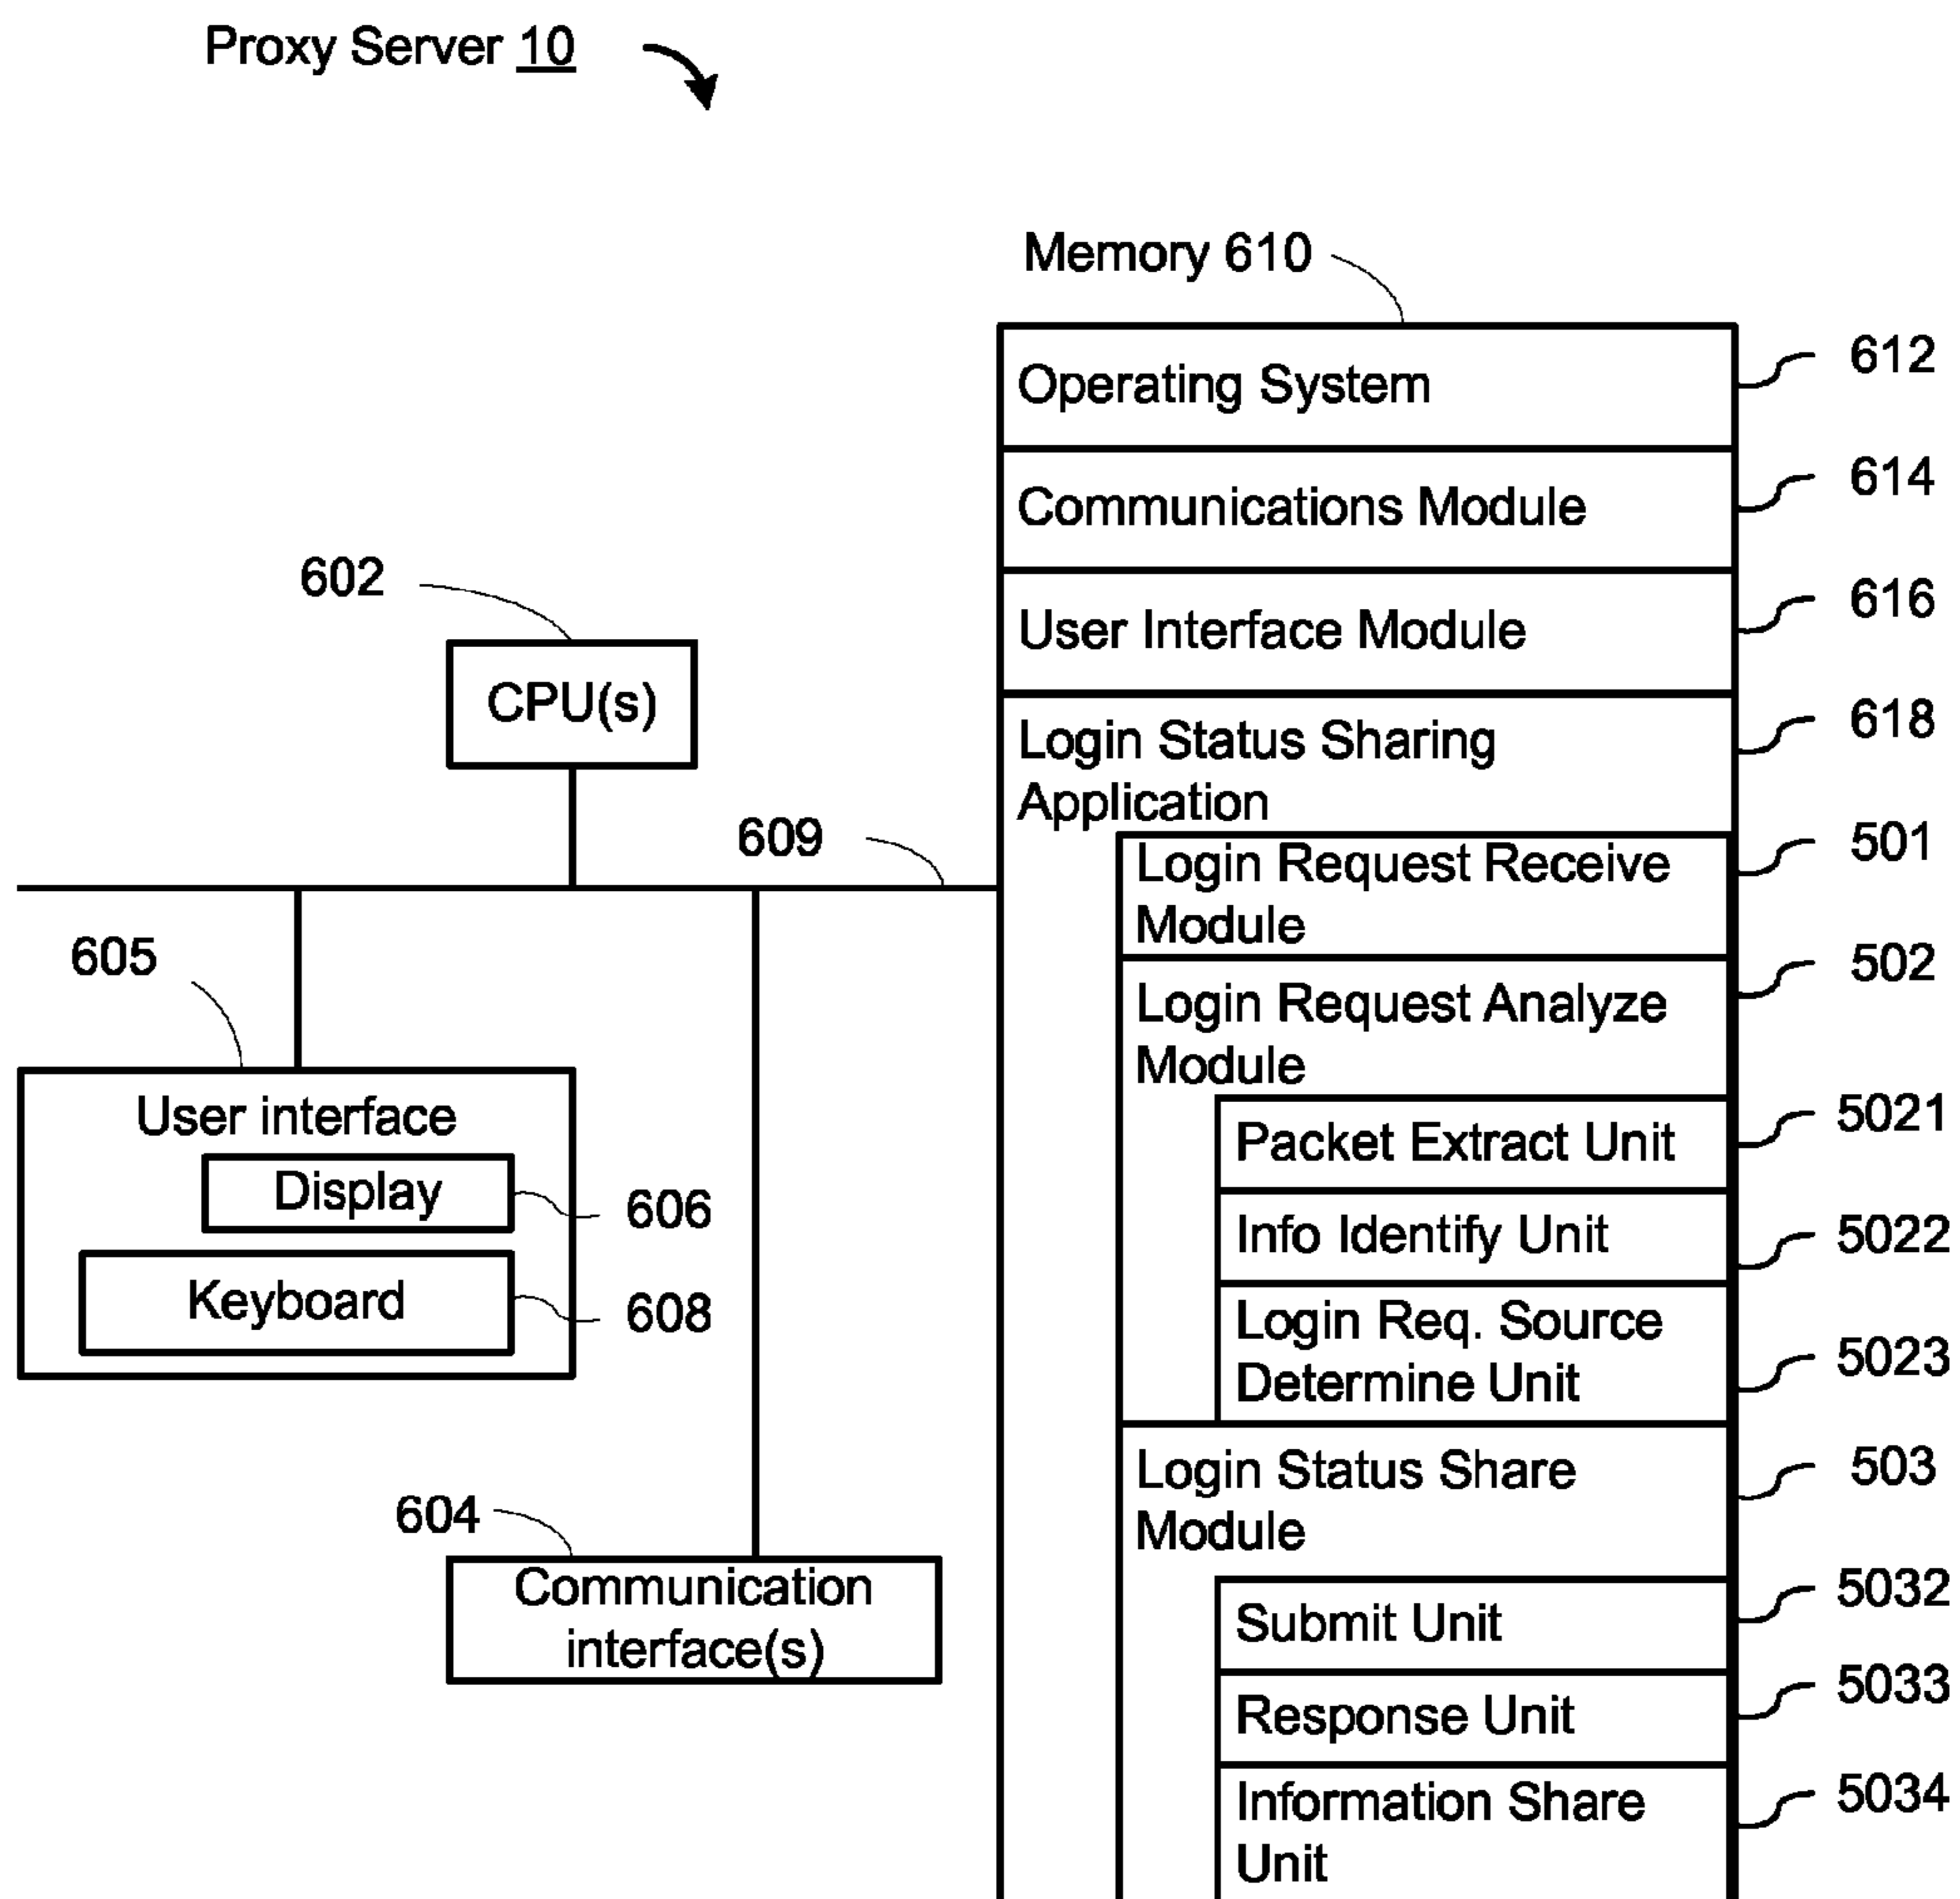 Proxy Server 10
Memory 610
Operating System
612
Communications Module
614
User Interface Module
616
Login Status Sharing
Application
618
Login Request Receive
Module
501
Login Request Analyze
Module
502
Packet Extract Unit
5021
Info Identify Unit
5022
Login Req. Source
Determine Unit
5023
Login Status Share
Module
503
Submit Unit
5032
Response Unit
5033
Information Share
Unit
5034
602
CPU(s)
609
605
User interface
Display
606
Keyboard
608
604
Communication
interface(s)